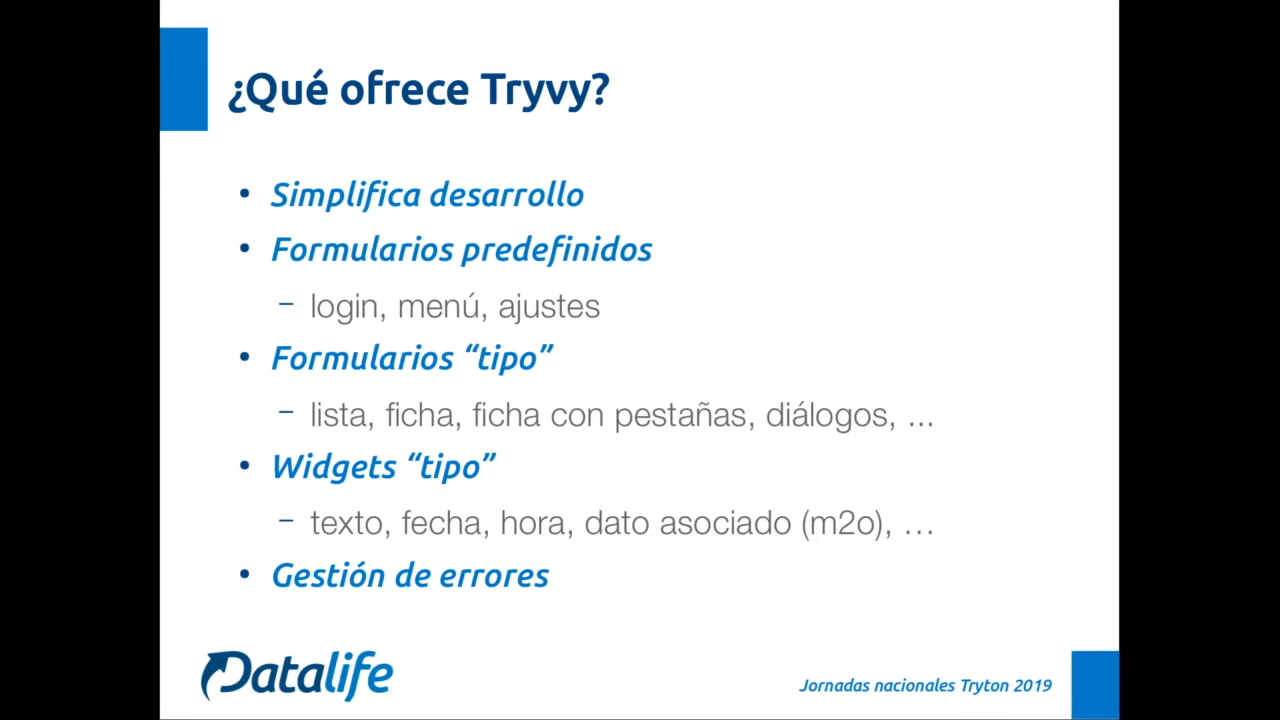 ¿Qué ofrece Tryvy?
• Simplifica desarrollo
• Formularios predefinidos
– login, menú, ajustes
• Formularios “tipo”
– lista, ficha, ficha con pestañas, diálogos, ...
• Widgets “tipo”
– texto, fecha, hora, dato asociado (m2o), …
• Gestión de errores
Datalife
Jornadas nacionales Tryton 2019